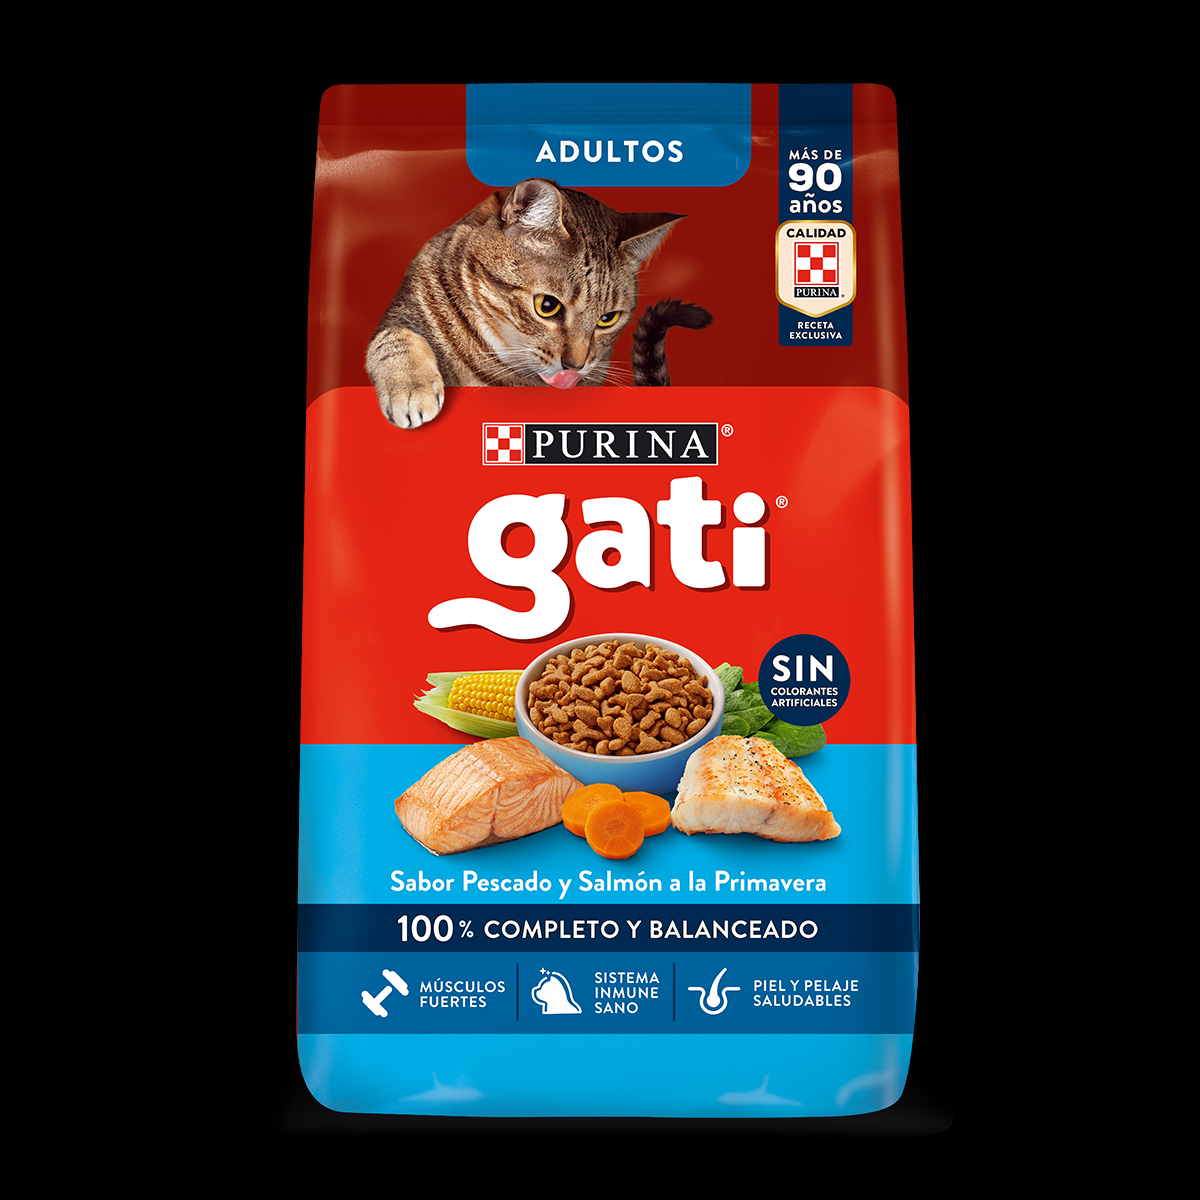 ADULTOS
MÁS DE
90
años
CALIDAD
PURINA®
RECETA
EXCLUSIVA
PURINA®
gati®
SIN
COLORANTES
ARTIFICIALES
Sabor Pescado y Salmón a la Primavera
100% COMPLETO Y BALANCEADO
MÚSCULOS
FUERTES
SISTEMA
INMUNE
SANO
PIEL Y PELAJE
SALUDABLES